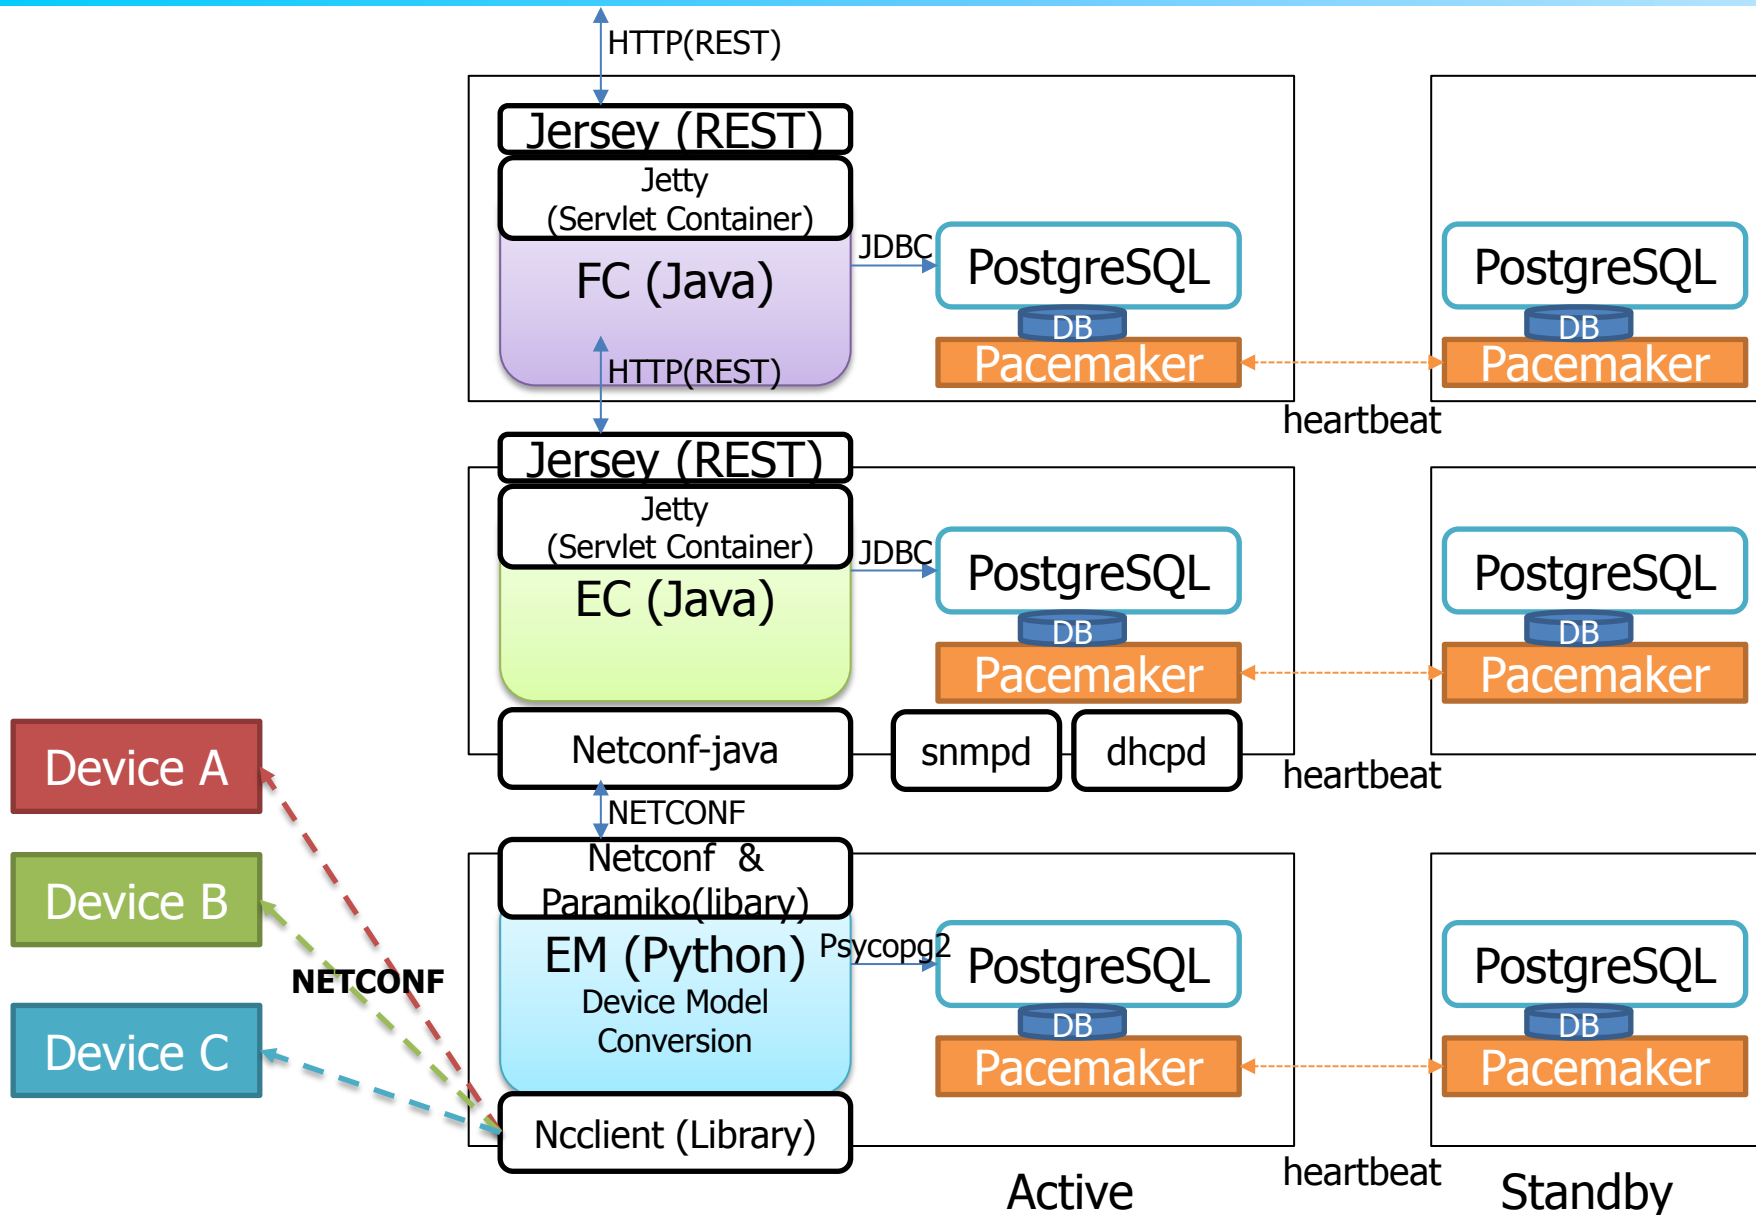 HTTP(REST)
Jersey (REST)
Jetty
(Servlet Container)
FC (Java)
JDBC
PostgreSQL
DB
Pacemaker
PostgreSQL
DB
Pacemaker
heartbeat
HTTP(REST)
Jersey (REST)
Jetty
(Servlet Container)
EC (Java)
JDBC
PostgreSQL
DB
Pacemaker
PostgreSQL
DB
Pacemaker
heartbeat
Netconf-java
snmpd
dhcpd
NETCONF
Device A
Device B
Device C
NETCONF
Netconf &
Paramiko(libary)
EM (Python)
Device Model
Conversion
Psycopg2
PostgreSQL
DB
Pacemaker
PostgreSQL
DB
Pacemaker
Ncclient (Library)
heartbeat
Active
Standby